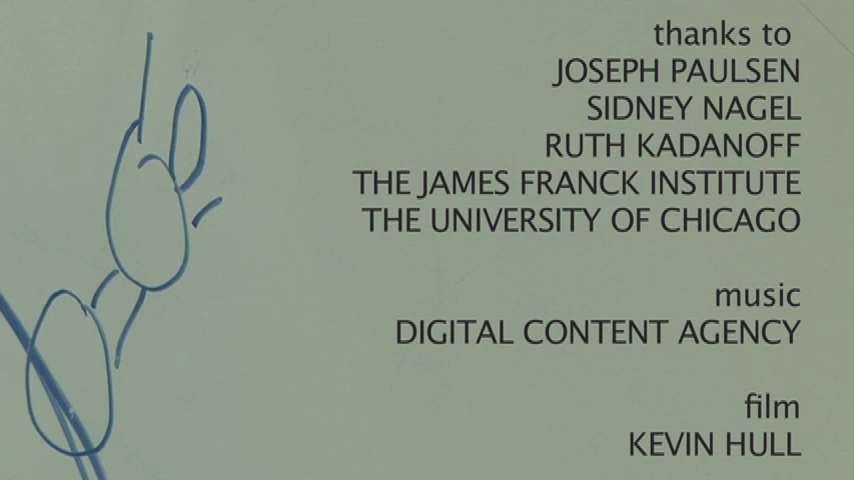 thanks to
JOSEPH PAULSEN
SIDNEY NAGEL
RUTH KADANOFF
THE JAMES FRANCK INSTITUTE
THE UNIVERSITY OF CHICAGO
music
DIGITAL CONTENT AGENCY
film
KEVIN HULL